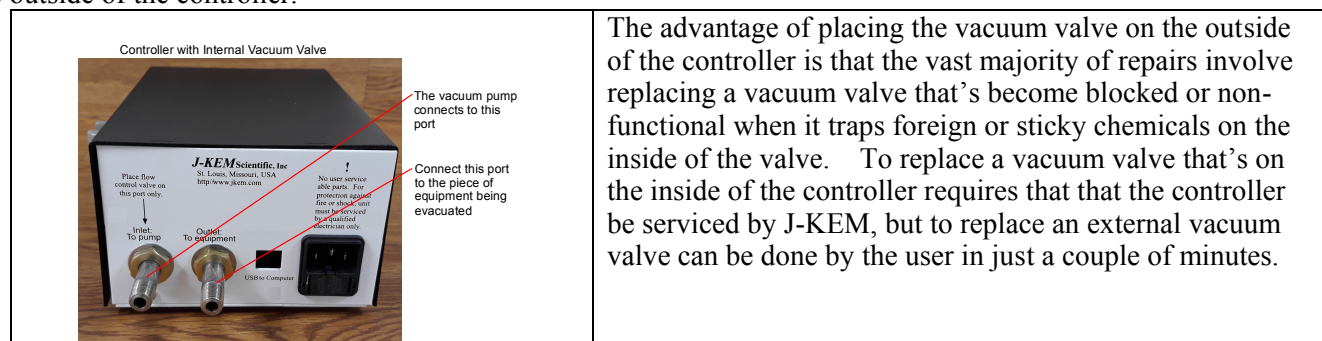 outside of the controller.
Controller with Internal Vacuum Valve
The vacuum pump
connects to this
port
Connect this port
to the piece of
equipment being
evacuated
J-KEM Scientific, Inc
St. Louis, Missouri, USA
http/www.jkem.com
Place flow
control valve on
this port only.
Inlet:
To pump
Outlet:
To equipment
USB to Computer
!
No user service
able parts. For
protection against
fire or shock, unit
must be serviced
by a qualified
electrician only.
The advantage of placing the vacuum valve on the outside
of the controller is that the vast majority of repairs involve
replacing a vacuum valve that’s become blocked or non-
functional when it traps foreign or sticky chemicals on the
inside of the valve. To replace a vacuum valve that’s on
the inside of the controller requires that that the controller
be serviced by J-KEM, but to replace an external vacuum
valve can be done by the user in just a couple of minutes.